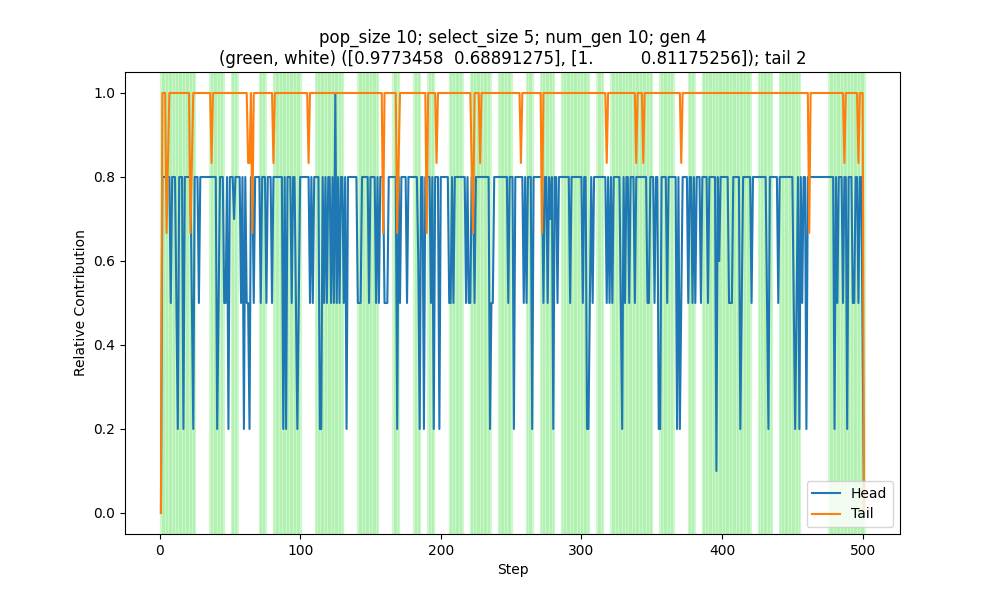 pop_size 10; select_size 5; num_gen 10; gen 4
(green, white) ([0.9773458  0.68891275], [1.         0.81175256]); tail 2
1.0
0.8
0.6
0.4
0.2
0.0
Relative Contribution
0
100
200
300
400
500
Step
Head
Tail